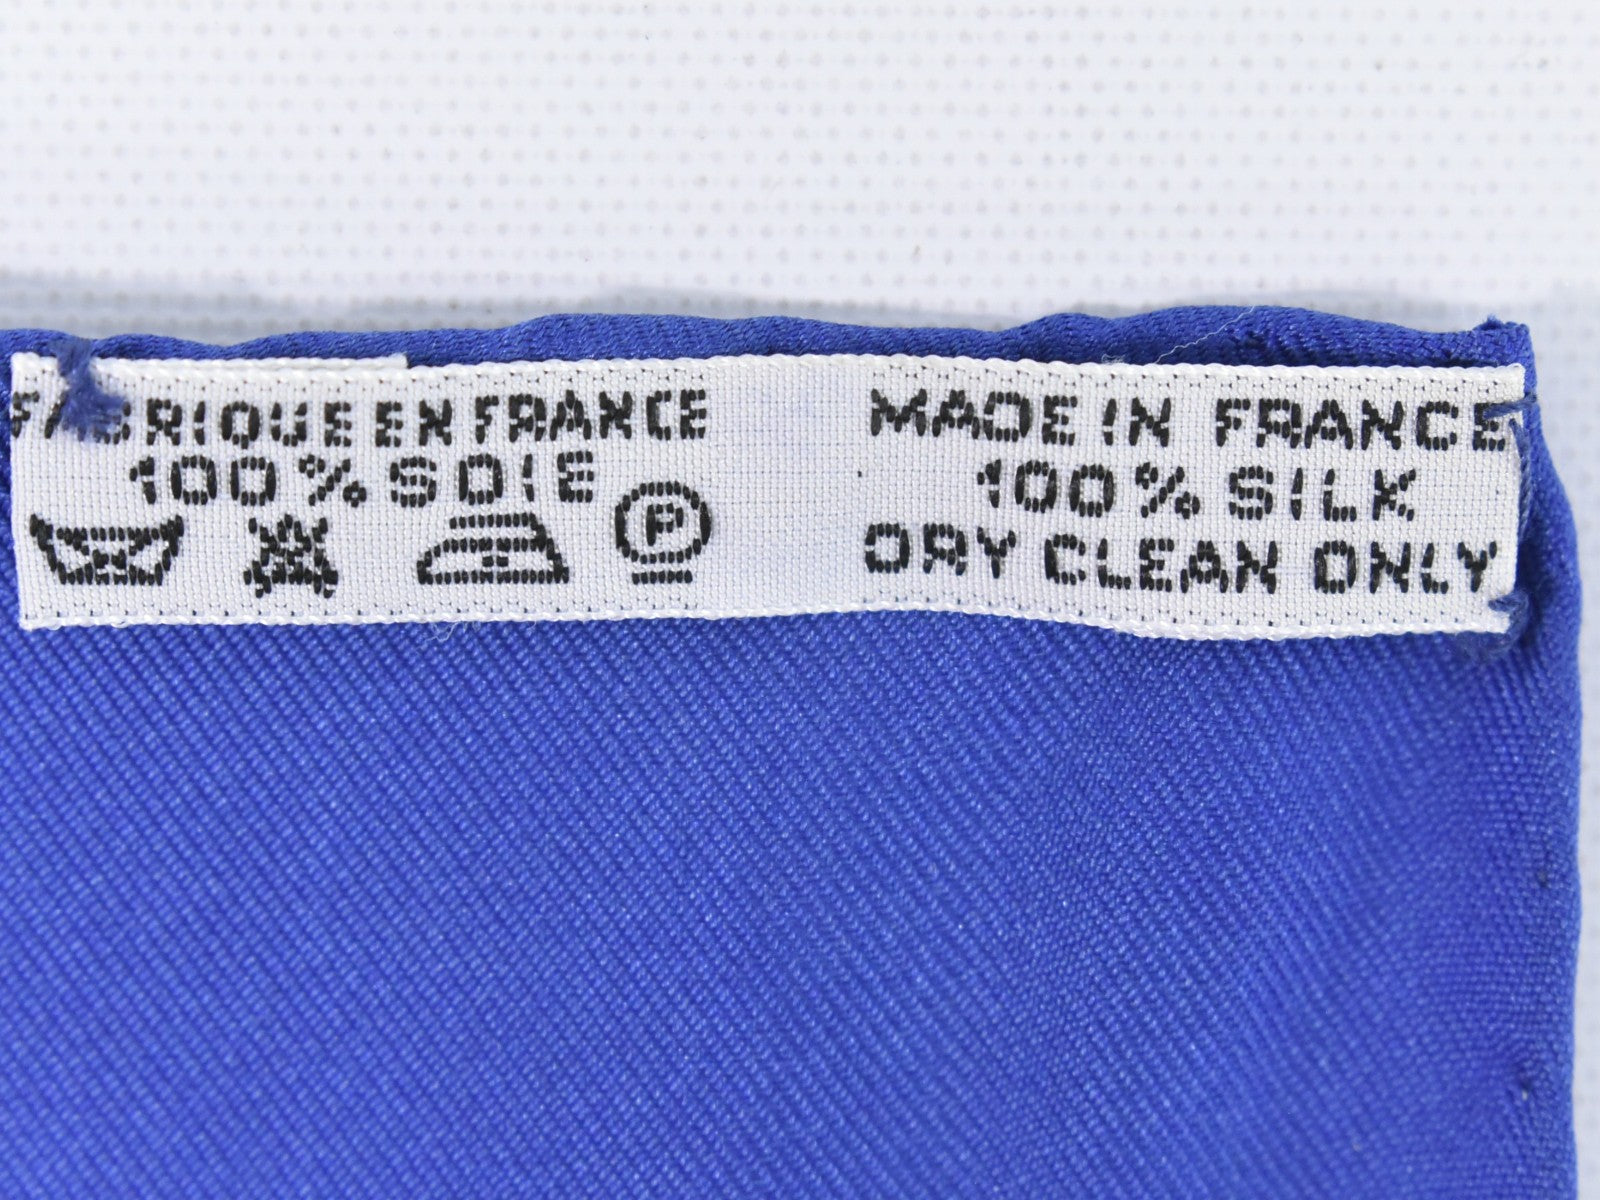 FABRIQUE EN FRANCE
100% SOIE
P
MADE IN FRANCE
100% SILK
DRY CLEAN ONLY